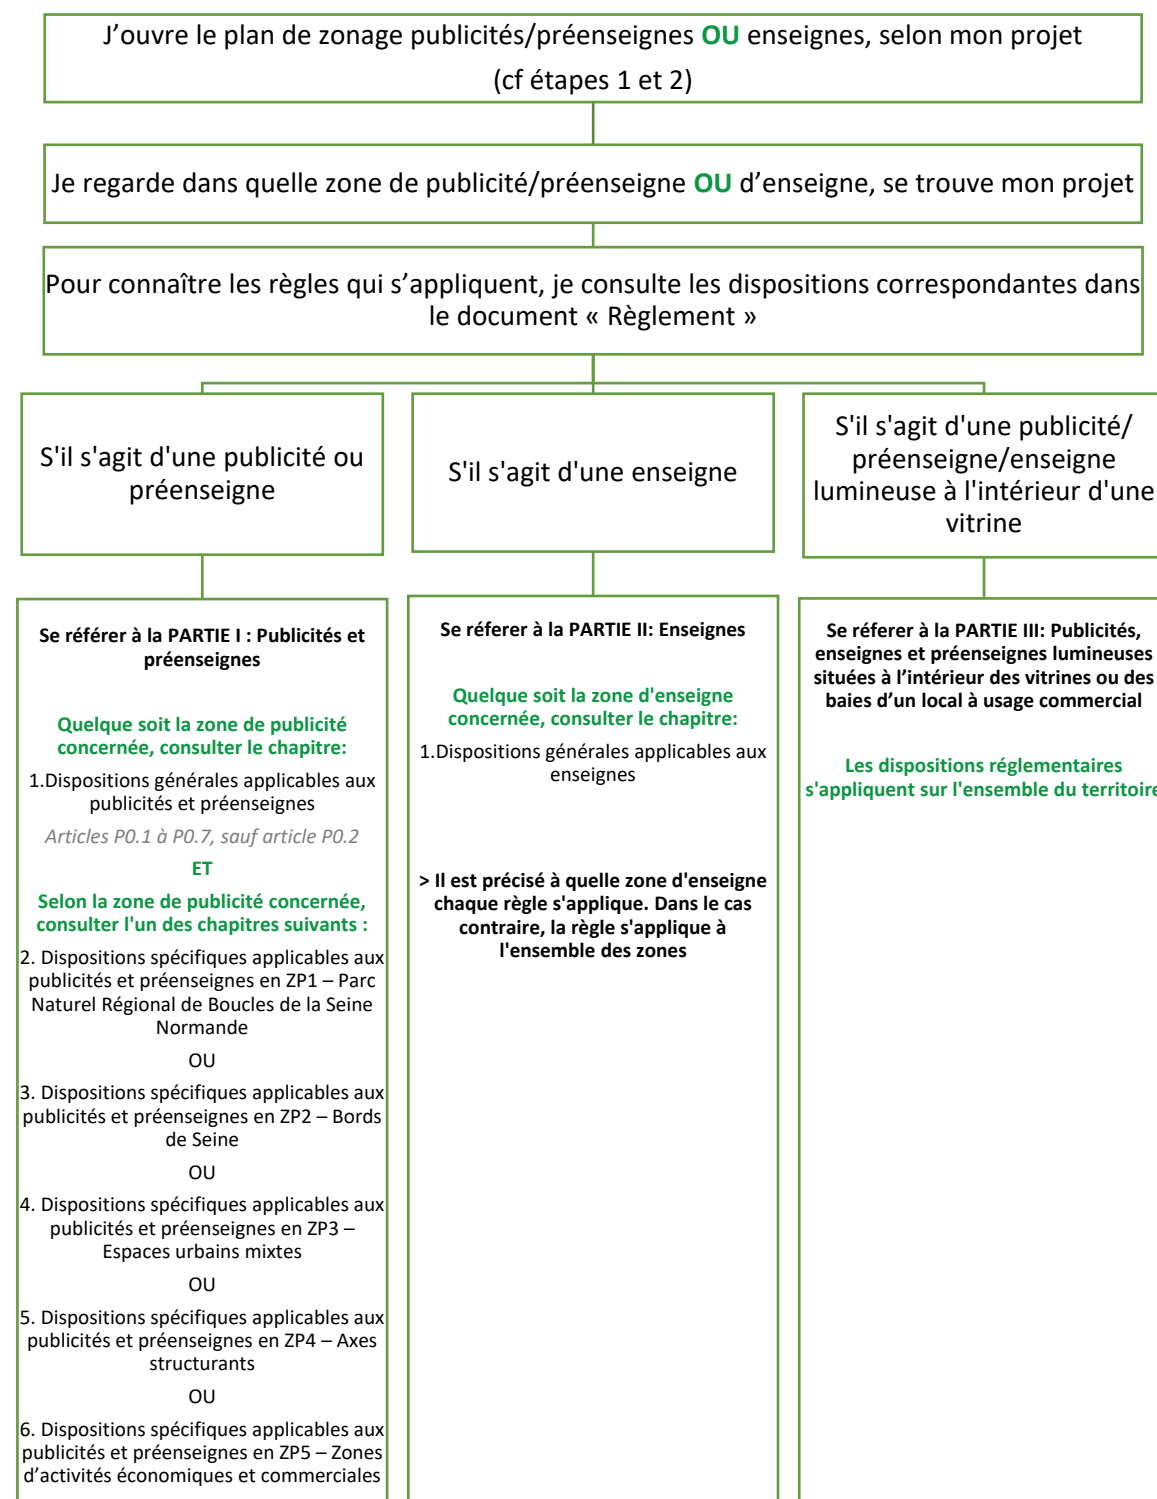 J’ouvre le plan de zonage publicités/préenseignes OU enseignes, selon mon projet
(cf étapes 1 et 2)
Je regarde dans quelle zone de publicité/préenseigne OU d’enseigne, se trouve mon projet
Pour connaître les règles qui s’appliquent, je consulte les dispositions correspondantes dans
le document « Règlement »
S'il s'agit d'une publicité ou
préenseigne
Se référer à la PARTIE I : Publicités et
préenseignes
Quelque soit la zone de publicité
concernée, consulter le chapitre:
1.Dispositions générales applicables aux
publicités et préenseignes
Articles P0.1 à P0.7, sauf article P0.2
ET
Selon la zone de publicité concernée,
consulter l'un des chapitres suivants :
2. Dispositions spécifiques applicables aux
publicités et préenseignes en ZP1 – Parc
Naturel Régional de Boucles de la Seine
Normande
OU
3. Dispositions spécifiques applicables aux
publicités et préenseignes en ZP2 – Bords
de Seine
OU
4. Dispositions spécifiques applicables aux
publicités et préenseignes en ZP3 –
Espaces urbains mixtes
OU
5. Dispositions spécifiques applicables aux
publicités et préenseignes en ZP4 – Axes
structurants
OU
6. Dispositions spécifiques applicables aux
publicités et préenseignes en ZP5 – Zones
d’activités économiques et commerciales
S'il s'agit d'une enseigne
Se réferer à la PARTIE II: Enseignes
Quelque soit la zone d'enseigne
concernée, consulter le chapitre:
1.Dispositions générales applicables aux
enseignes
> Il est précisé à quelle zone d'enseigne
chaque règle s'applique. Dans le cas
contraire, la règle s'applique à
l'ensemble des zones
S'il s'agit d'une publicité/
préenseigne/enseigne
lumineuse à l'intérieur d'une
vitrine
Se réferer à la PARTIE III: Publicités,
enseignes et préenseignes lumineuses
situées à l’intérieur des vitrines ou des
baies d’un local à usage commercial
Les dispositions réglementaires
s'appliquent sur l'ensemble du territoire